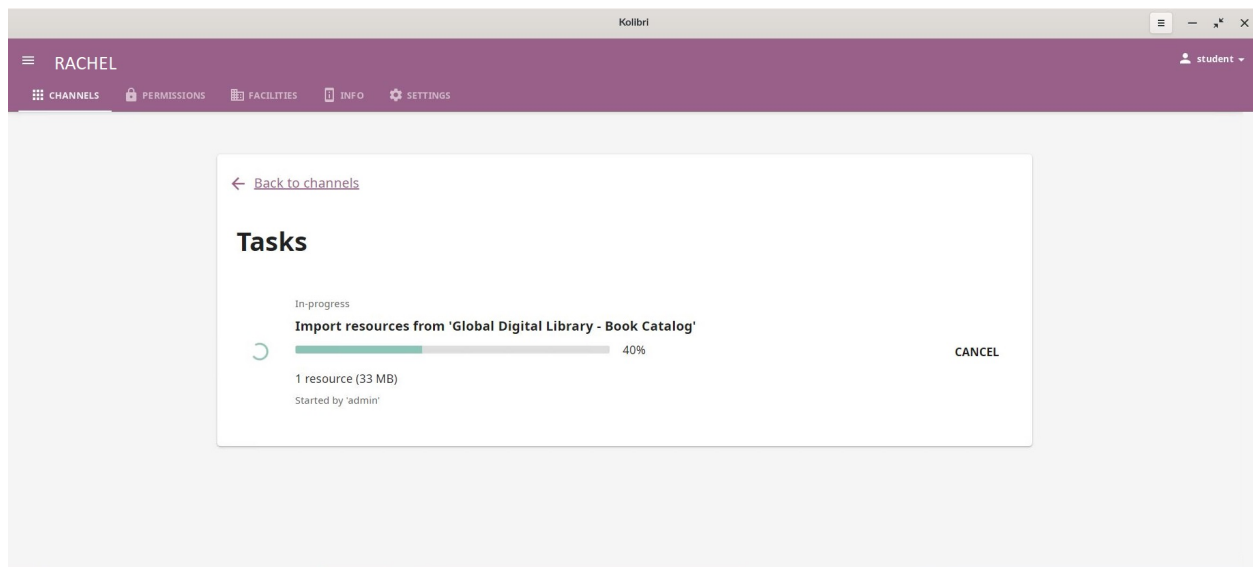 Kolibri
RACHEL
student
CHANNELS PERMISSIONS FACILITIES INFO SETTINGS
Back to channels
Tasks
In-progress
Import resources from 'Global Digital Library - Book Catalog'
40%
CANCEL
1 resource (33 MB)
Started by 'admin'